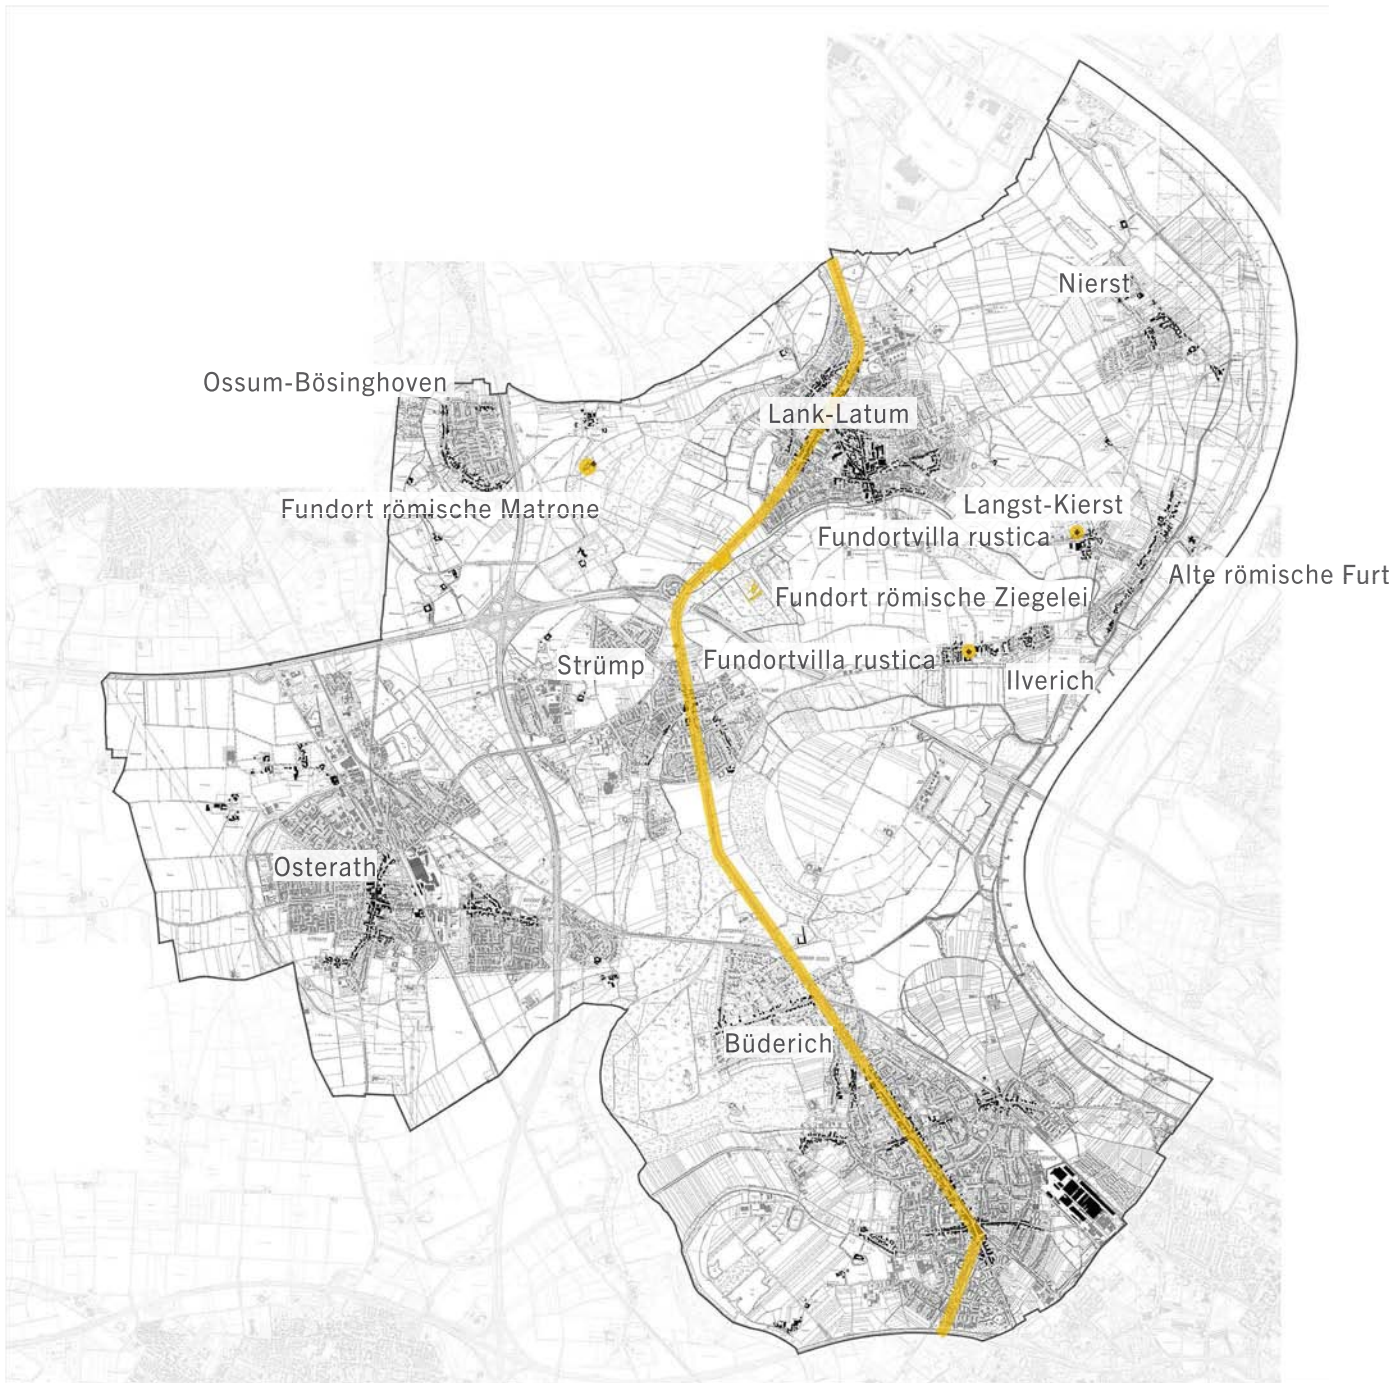 Nierst
Ossum-Bösinghoven
Lank-Latum
Langst-Kierst
Fundort römische Matrone
Fundortvilla rustica
Alte römische Furt
Fundort römische Ziegelei
Strümp
Fundortvilla rustica
Ilverich
Osterath
Büderich